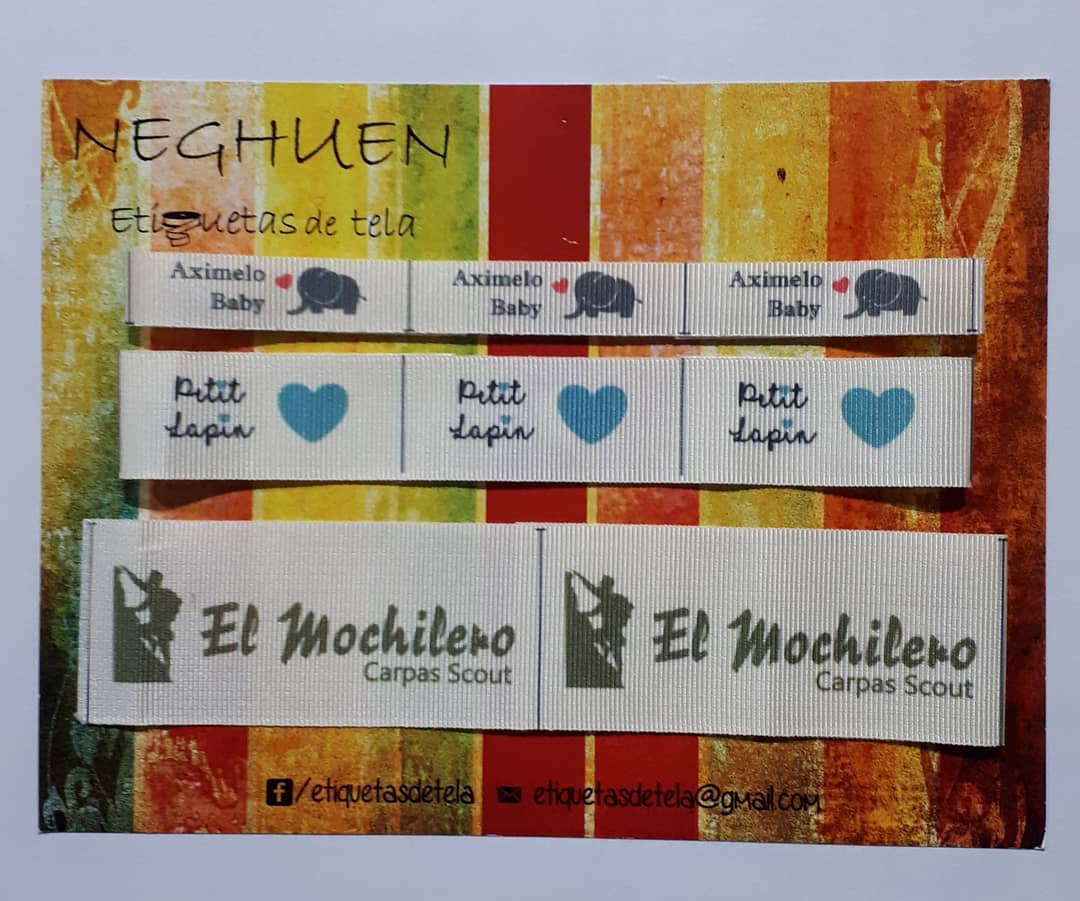 NEGHUEN
Etiquetas de tela
Aximelo
Baby
Aximelo
Baby
Aximelo
Baby
Petit
Lapin
Petit
Lapin
Petit
Lapin
El Mochilero
Carpas Scout
El Mochilero
Carpas Scout
f/etiquetasdetela etiquetasdetela@gmail.com